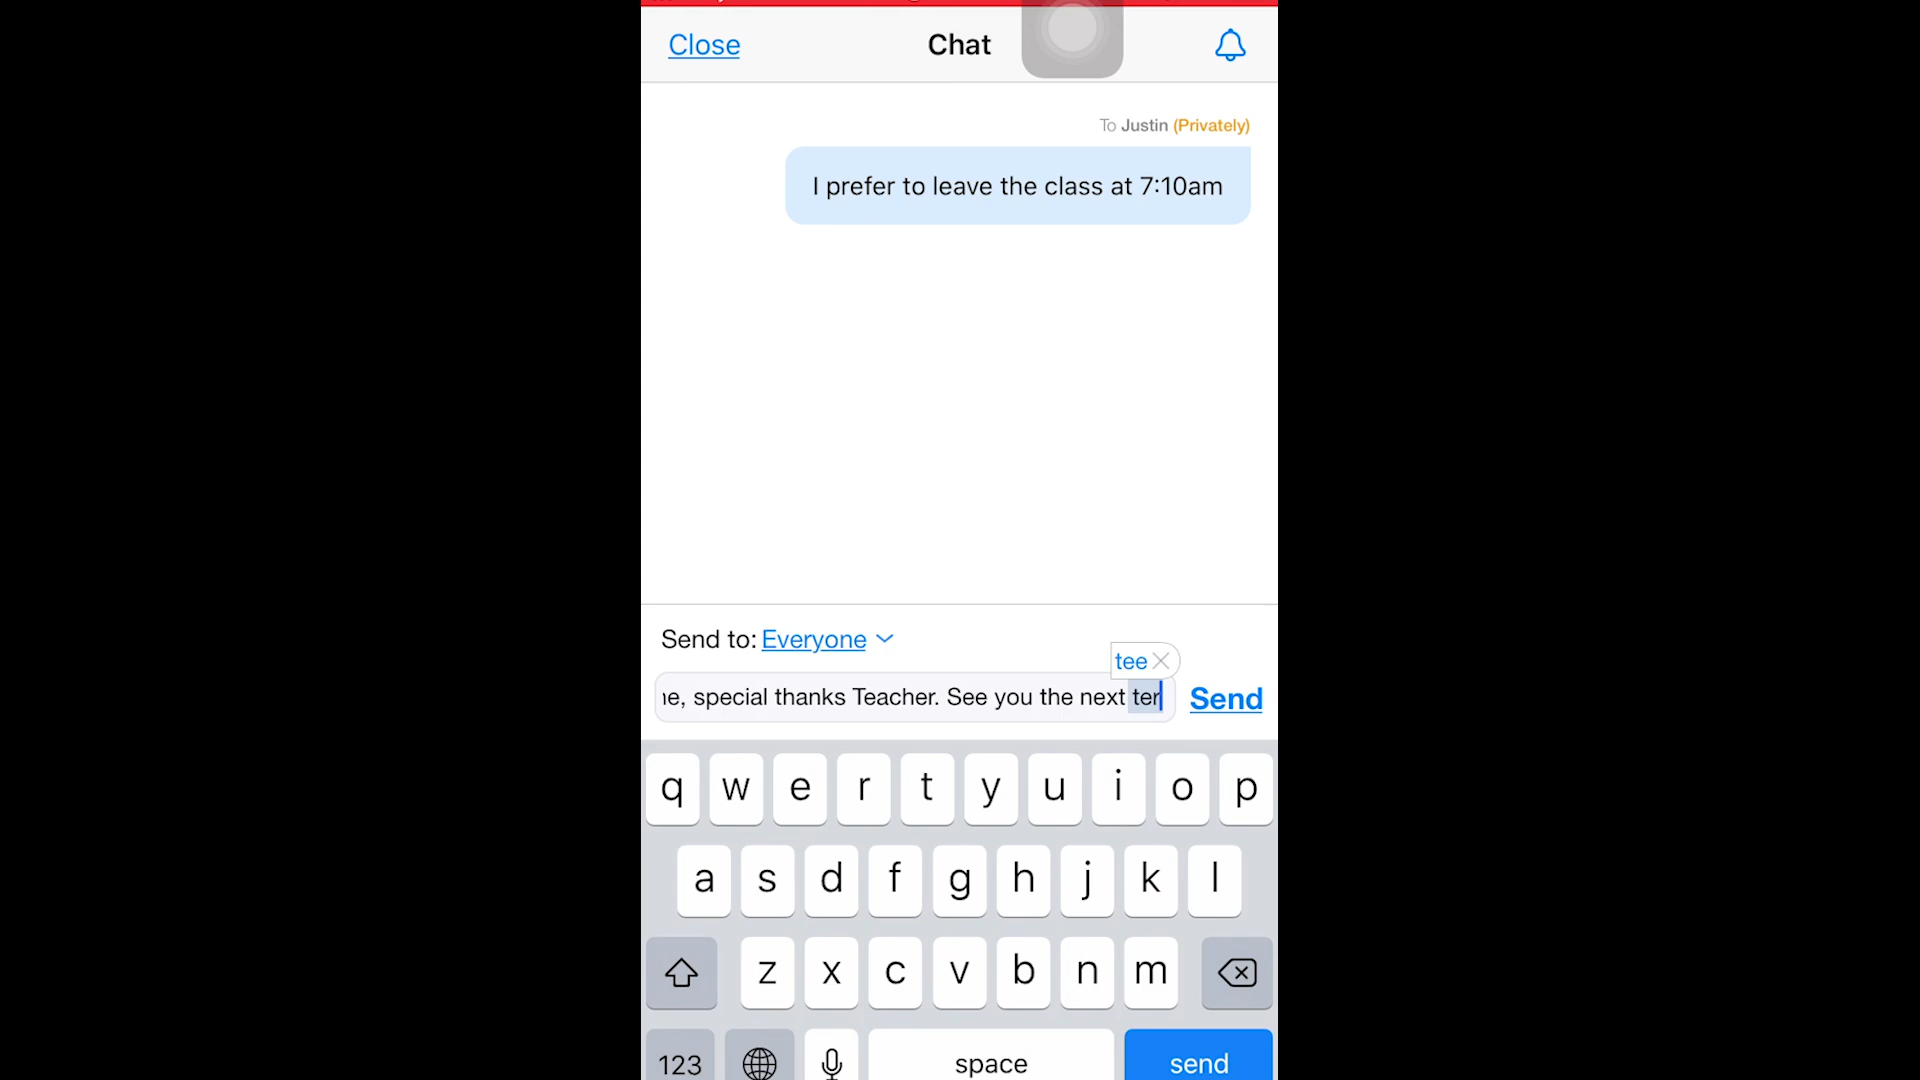 Close Chat
To Justin (Privately)
I prefer to leave the class at 7:10am
Send to: Everyone
tee
special thanks Teacher. See you the next ter Send
q w e r t y u i o p
a s d f g h j k l
z x c v b n m
123 space send